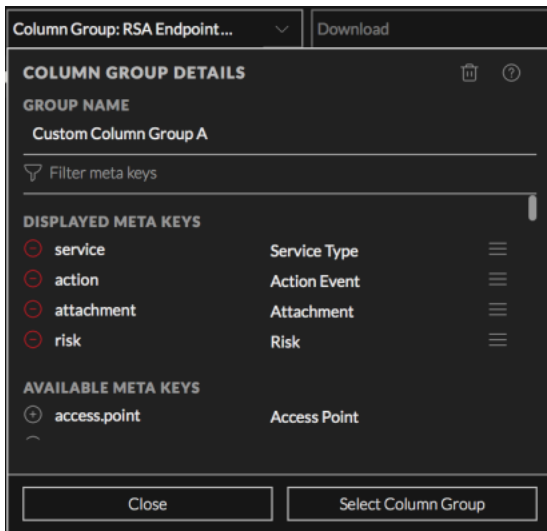 Column Group: RSA Endpoint...
Download
COLUMN GROUP DETAILS
GROUP NAME
Custom Column Group A
Filter meta keys
DISPLAYED META KEYS
service Service Type
action Action Event
attachment Attachment
risk Risk
AVAILABLE META KEYS
access.point Access Point
Close
Select Column Group